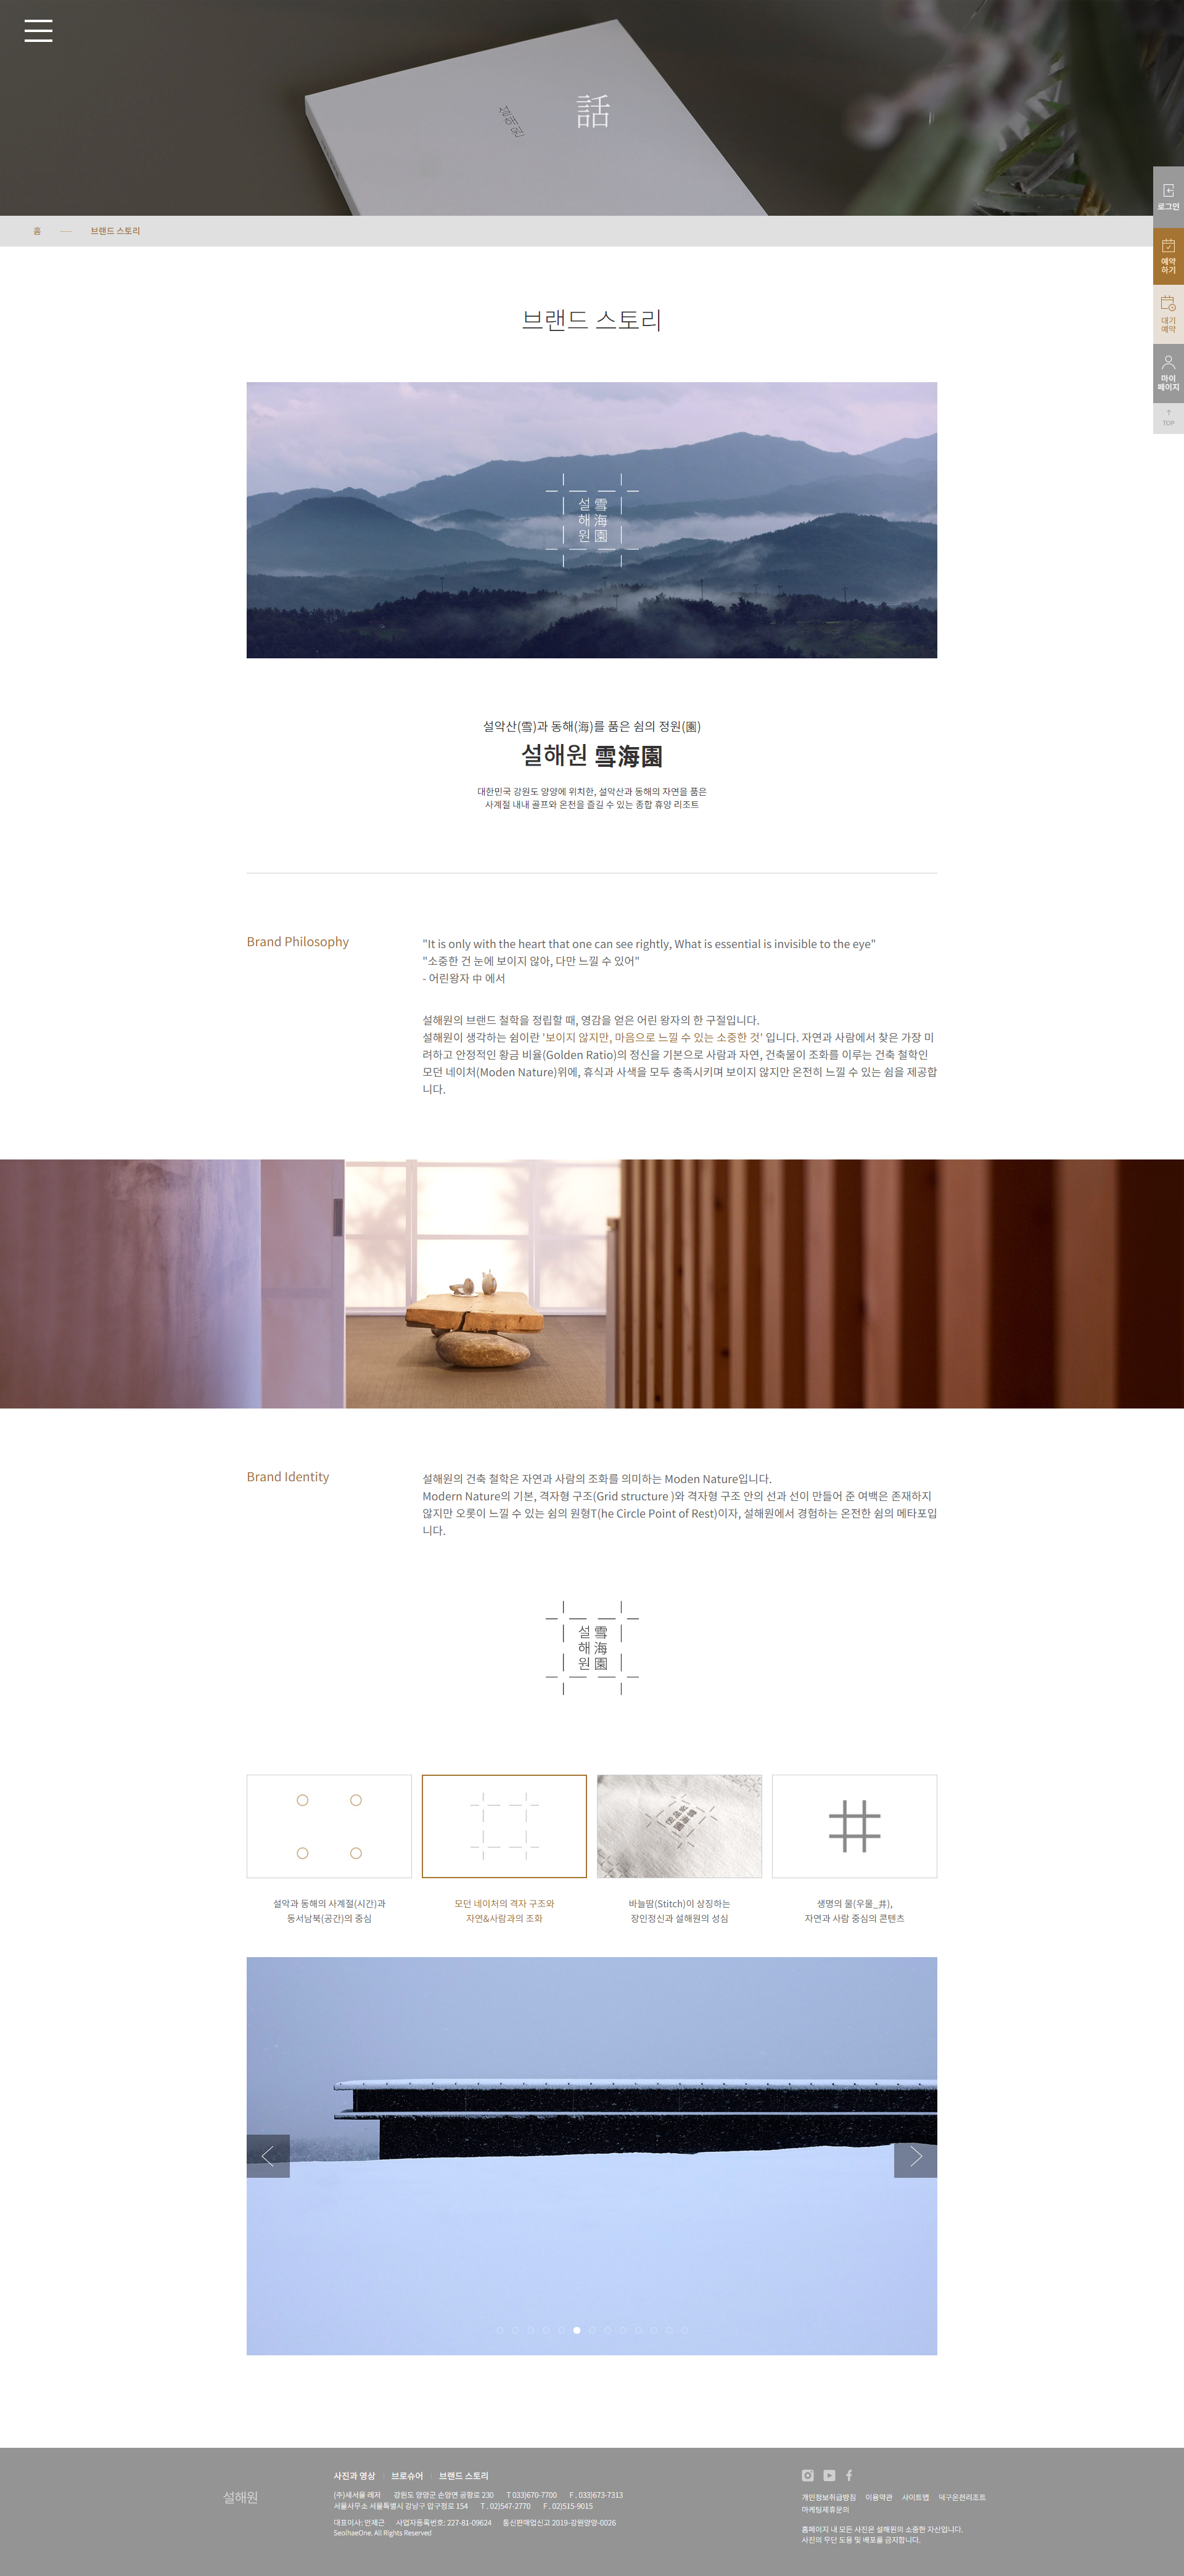 설해원
話
로그인
예약
하기
대기
예약
마이
페이지
TOP
홈
브랜드 스토리
브랜드 스토리
설 雪
해 海
원 園
설악산(雪)과 동해(海)를 품은 쉼의 정원(園)
설해원 雪海園
대한민국 강원도 양양에 위치한, 설악산과 동해의 자연을 품은
사계절 내내 골프와 온천을 즐길 수 있는 종합 휴양 리조트
Brand Philosophy
"It is only with the heart that one can see rightly, What is essential is invisible to the eye"
"소중한 건 눈에 보이지 않아, 다만 느낄 수 있어"
- 어린왕자 中 에서
설해원의 브랜드 철학을 정립할 때, 영감을 얻은 어린 왕자의 한 구절입니다.
설해원이 생각하는 쉼이란 '보이지 않지만, 마음으로 느낄 수 있는 소중한 것' 입니다. 자연과 사람에서 찾은 가장 미
려하고 안정적인 황금 비율(Golden Ratio)의 정신을 기본으로 사람과 자연, 건축물이 조화를 이루는 건축 철학인
모던 네이처(Moden Nature)위에, 휴식과 사색을 모두 충족시키며 보이지 않지만 온전히 느낄 수 있는 쉼을 제공합
니다.
Brand Identity
설해원의 건축 철학은 자연과 사람의 조화를 의미하는 Moden Nature입니다.
Modern Nature의 기본, 격자형 구조(Grid structure )와 격자형 구조 안의 선과 선이 만들어 준 여백은 존재하지
않지만 오롯이 느낄 수 있는 쉼의 원형T(he Circle Point of Rest)이자, 설해원에서 경험하는 온전한 쉼의 메타포입
니다.
설 雪
해 海
원 園
설악과 동해의 사계절(시간)과
동서남북(공간)의 중심
모던 네이처의 격자 구조와
자연&사람과의 조화
바늘땀(Stitch)이 상징하는
장인정신과 설해원의 성심
생명의 물(우물_井),
자연과 사람 중심의 콘텐츠
설해원
사진과 영상 | 브로슈어 | 브랜드 스토리
(주)세서울 레저 강원도 양양군 손양면 공항로 230 T 033)670-7700 F . 033)673-7313
서울사무소 서울특별시 강남구 압구정로 154 T . 02)547-2770 F . 02)515-9015
대표이사: 안제근 사업자등록번호: 227-81-09624 통신판매업신고 2019-강원양양-0026
SeolhaeOne. All Rights Reserved
개인정보취급방침 이용약관 사이트맵 덕구온천리조트
마케팅제휴문의
홈페이지 내 모든 사진은 설해원의 소중한 자산입니다.
사진의 무단 도용 및 배포를 금지합니다.